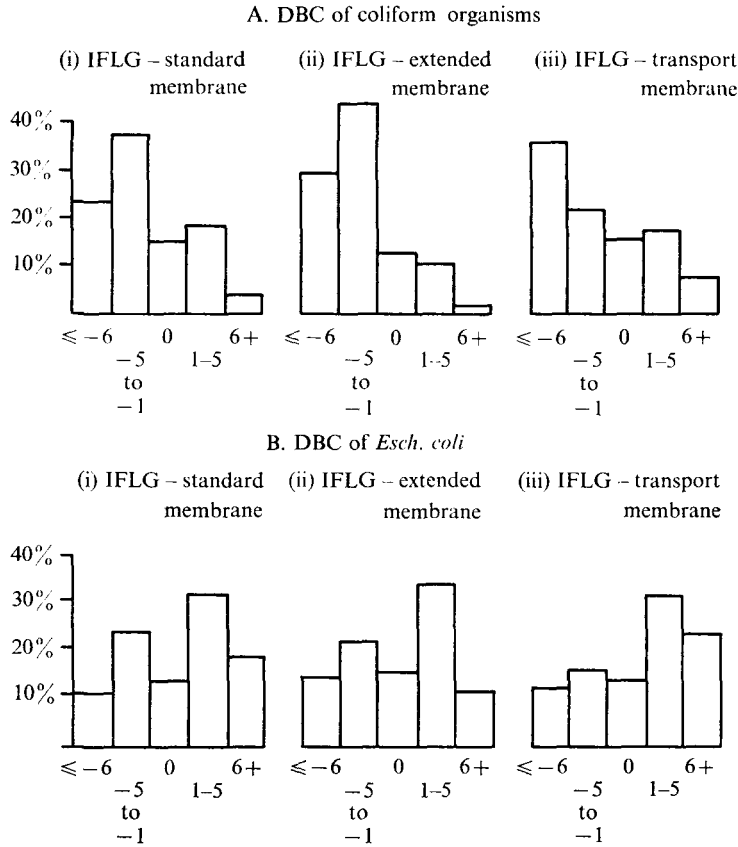 A. DBC of coliform organisms
(i) IFLG – standard membrane
(ii) IFLG – extended membrane
(iii) IFLG – transport membrane
40%
30%
20%
10%
⩽ −6
−5 to −1
0
1–5
6+
⩽ −6
−5 to −1
0
1–5
6+
⩽ −6
−5 to −1
0
1–5
6+
B. DBC of Esch. coli
(i) IFLG – standard membrane
(ii) IFLG – extended membrane
(iii) IFLG – transport membrane
40%
30%
20%
10%
⩽ −6
−5 to −1
0
1–5
6+
⩽ −6
−5 to −1
0
1–5
6+
⩽ −6
−5 to −1
0
1–5
6+